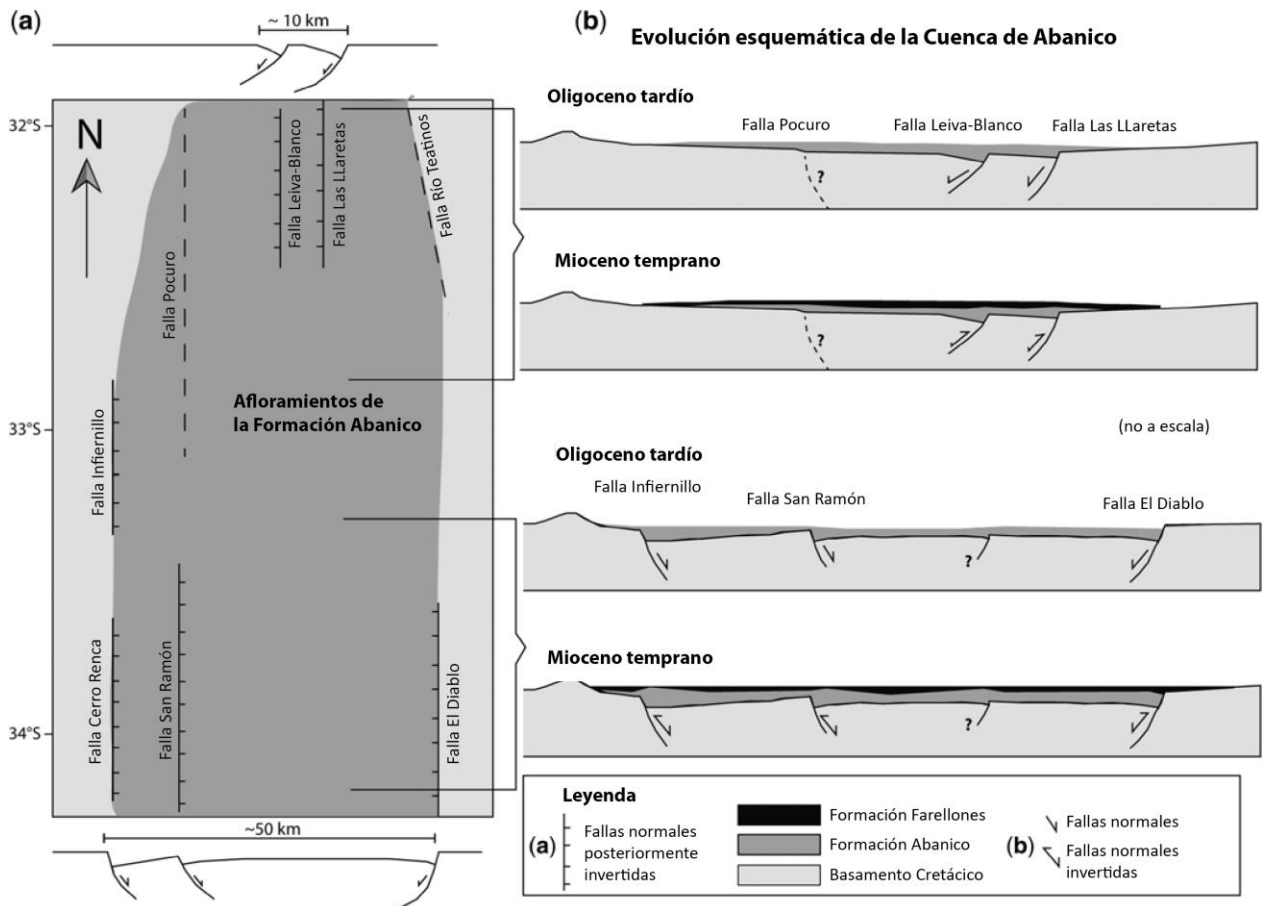 (a)
~ 10 km
32°S
N
Falla Leiva-Blanco
Falla Las LLaretas
Falla Río Teatinos
Falla Pocuro
33°S
Afloramientos de
la Formación Abanico
Falla Infiernillo
Falla Cerro Renca
Falla San Ramón
Falla El Diablo
34°S
~50 km
(b)
Evolución esquemática de la Cuenca de Abanico
Oligoceno tardío
Falla Pocuro
Falla Leiva-Blanco
Falla Las LLaretas
?
Mioceno temprano
?
(no a escala)
Oligoceno tardío
Falla Infiernillo
Falla San Ramón
Falla El Diablo
?
Mioceno temprano
?
Leyenda
(a)
Fallas normales
posteriormente
invertidas
Formación Farellones
Formación Abanico
Basamento Cretácico
(b)
Fallas normales
Fallas normales
invertidas